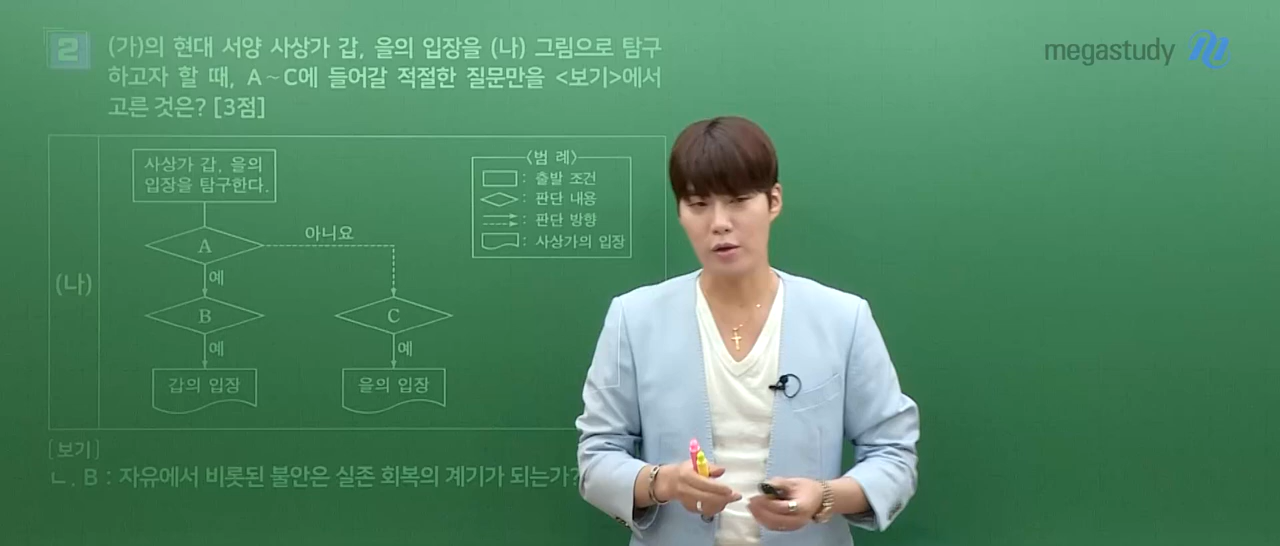 megastudy
2 (가)의 현대 서양 사상가 갑, 을의 입장을 (나) 그림으로 탐구
하고자 할 때, A~C에 들어갈 적절한 질문만을 <보기>에서
고른 것은? [3점]
(나)
사상가 갑, 을의
입장을 탐구한다.
<범 례>
: 출발 조건
: 판단 내용
: 판단 방향
: 사상가의 입장
A
아니요
예
B
C
예
예
갑의 입장
을의 입장
[보기]
ㄴ. B : 자유에서 비롯된 불안은 실존 회복의 계기가 되는가?